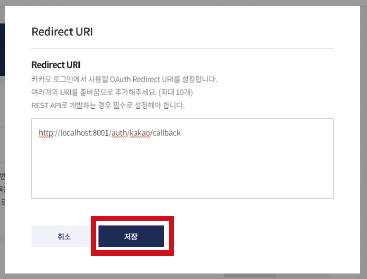 Redirect URI
Redirect URI
카카오 로그인에서 사용할 OAuth Redirect URI를 설정합니다.
여러개의 URI를 줄바꿈으로 추가해주세요. (최대 10개)
REST API로 개발하는 경우 필수로 설정해야 합니다.
http://localhost:8001/auth/kakao/callback
취소
저장